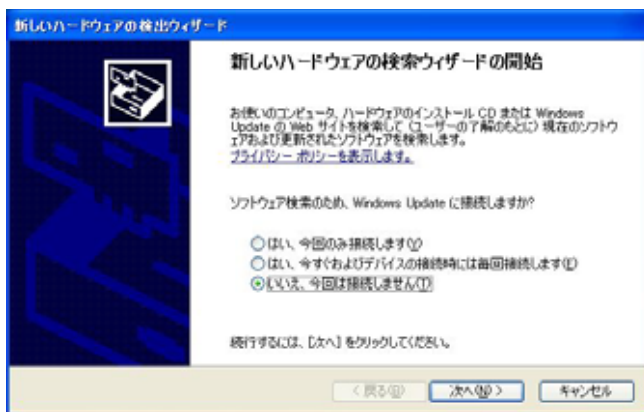 新しいハードウェアの検出ウィザード
新しいハードウェアの検索ウィザードの開始
お使いのコンピュータ、ハードウェアのインストール CD または Windows
Update の Web サイトを検索して (ユーザーの了解のもとに) 現在のソフトウ
ェアおよび更新されたソフトウェアを検索します。
プライバシー ポリシーを表示します。
ソフトウェア検索のため、Windows Update に接続しますか?
はい、今回のみ接続します(Y)
はい、今すぐおよびデバイスの接続時には毎回接続します(E)
いいえ、今回は接続しません(T)
続行するには、[次へ] をクリックしてください。
< 戻る(B) 次へ(N) > キャンセル